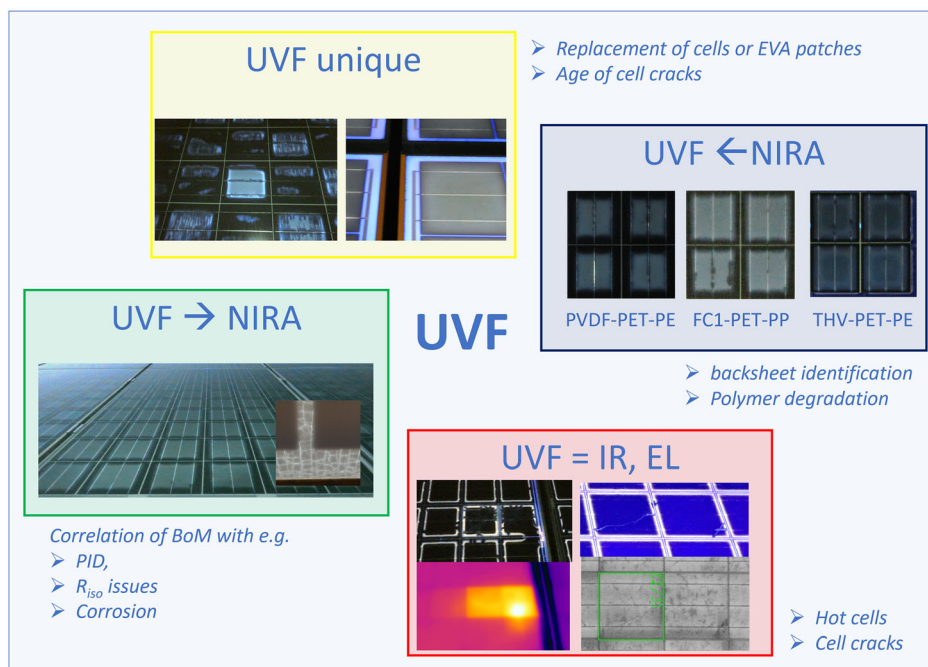 UVF unique
➢ Replacement of cells or EVA patches
➢ Age of cell cracks
UVF ← NIRA
PVDF-PET-PE FC1-PET-PP THV-PET-PE
➢ backsheet identification
➢ Polymer degradation
UVF → NIRA
Correlation of BoM with e.g.
➢ PID,
➢ Riso issues
➢ Corrosion
UVF
UVF = IR, EL
➢ Hot cells
➢ Cell cracks